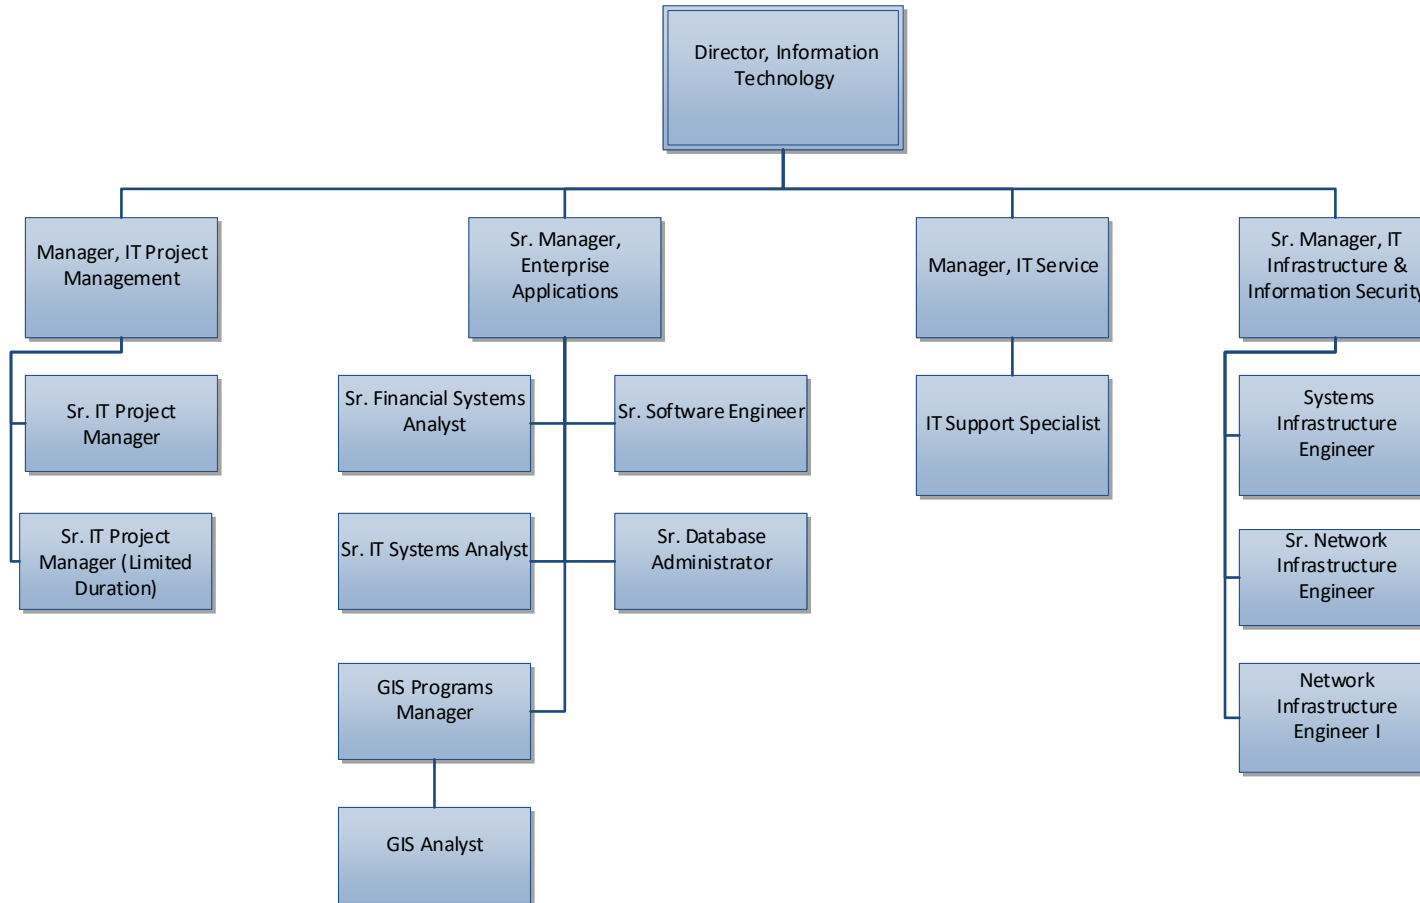 Director, Information
Technology
Manager, IT Project
Management
Sr. Manager,
Enterprise
Applications
Manager, IT Service
Sr. Manager, IT
Infrastructure &
Information Security
Sr. IT Project
Manager
Sr. Financial Systems
Analyst
Sr. Software Engineer
IT Support Specialist
Systems
Infrastructure
Engineer
Sr. IT Project
Manager (Limited
Duration)
Sr. IT Systems Analyst
Sr. Database
Administrator
Sr. Network
Infrastructure
Engineer
GIS Programs
Manager
Network
Infrastructure
Engineer I
GIS Analyst